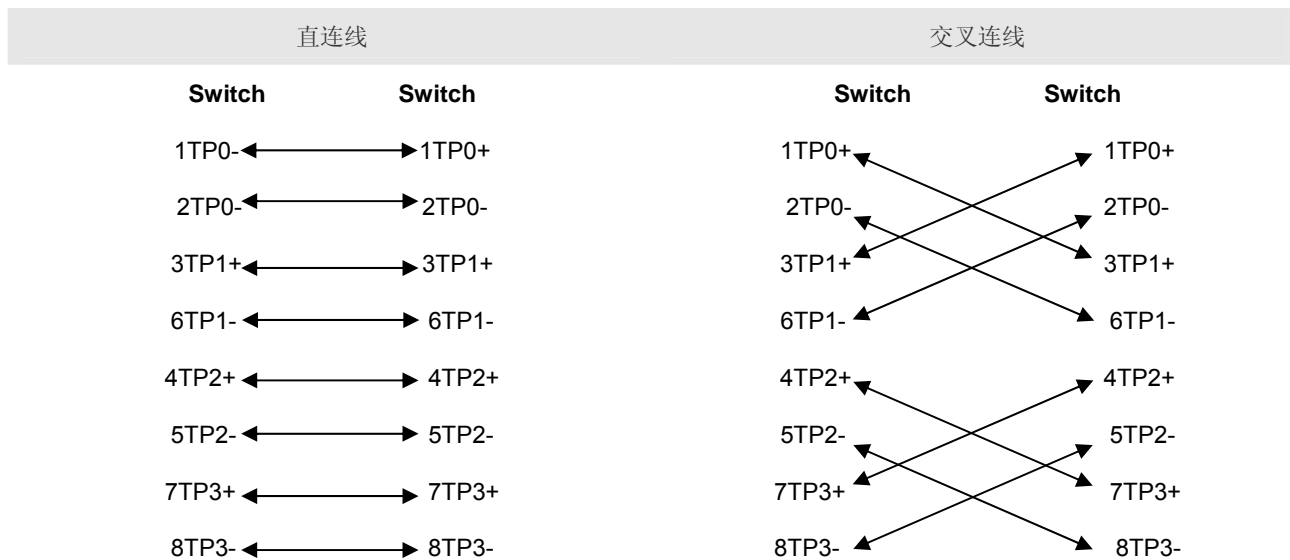 直连线 交叉连线
Switch Switch Switch Switch
1TP0- 1TP0+ 1TP0+ 1TP0+
2TP0- 2TP0- 2TP0- 2TP0-
3TP1+ 3TP1+ 3TP1+ 3TP1+
6TP1- 6TP1- 6TP1- 6TP1-
4TP2+ 4TP2+ 4TP2+ 4TP2+
5TP2- 5TP2- 5TP2- 5TP2-
7TP3+ 7TP3+ 7TP3+ 7TP3+
8TP3- 8TP3- 8TP3- 8TP3-